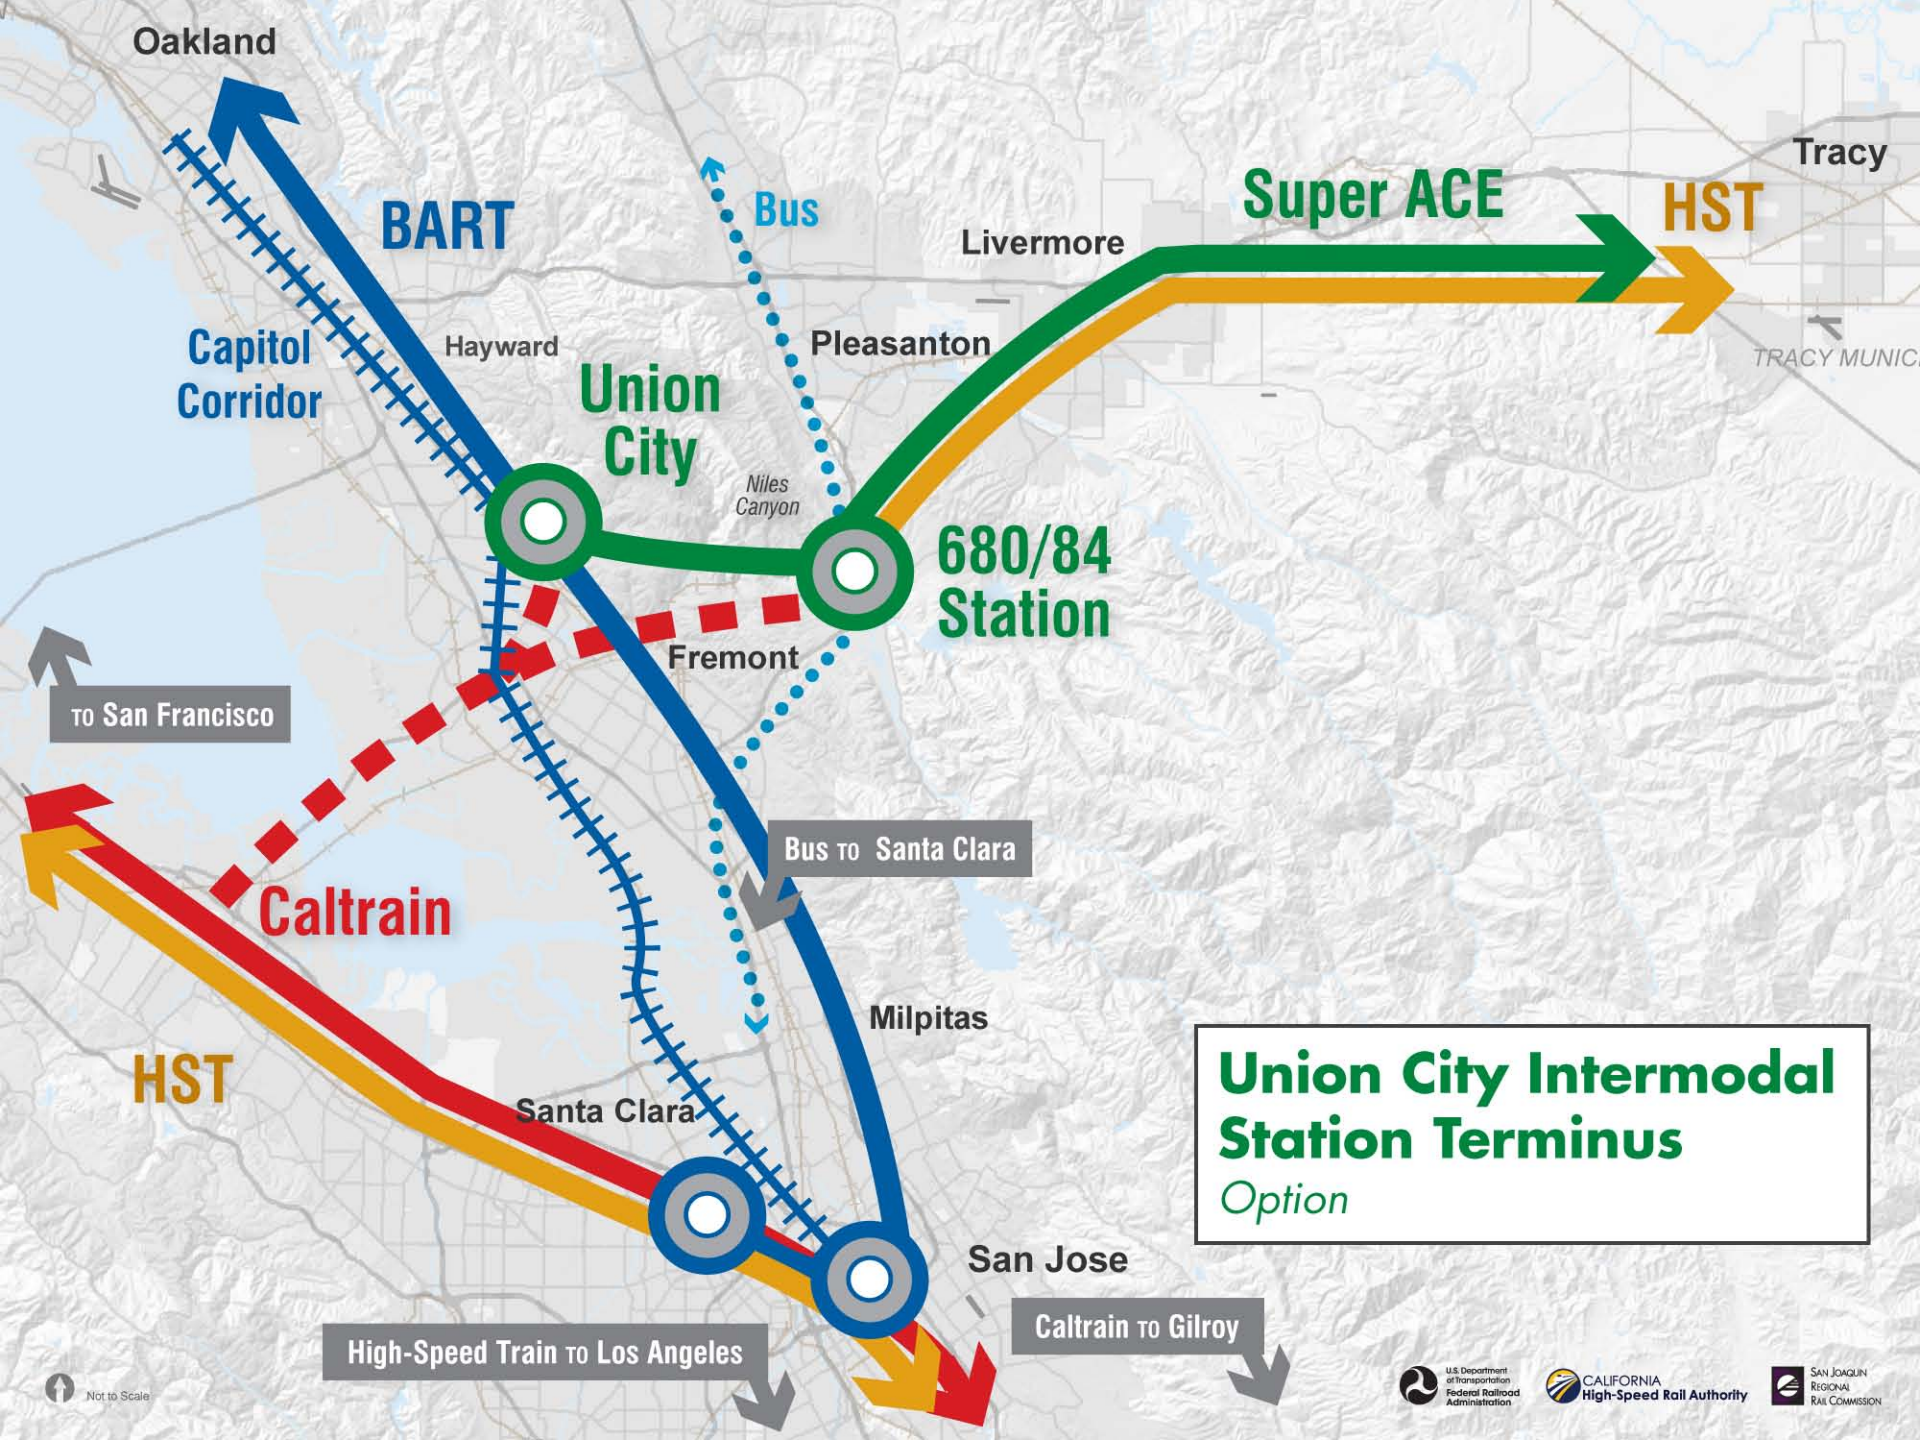 Oakland
Tracy
Super ACE
HST
BART
Bus
Livermore
Capitol
Corridor
Hayward
Pleasanton
TRACY MUNIC
Union
City
Niles
Canyon
680/84
Station
Fremont
TO San Francisco
Bus TO Santa Clara
Caltrain
Milpitas
HST
Santa Clara
Union City Intermodal
Station Terminus
Option
San Jose
Caltrain TO Gilroy
High-Speed Train TO Los Angeles
Not to Scale
U.S. Department
of Transportation
Federal Railroad
Administration
CALIFORNIA
High-Speed Rail Authority
SAN JOAQUIN
REGIONAL
RAIL COMMISSION